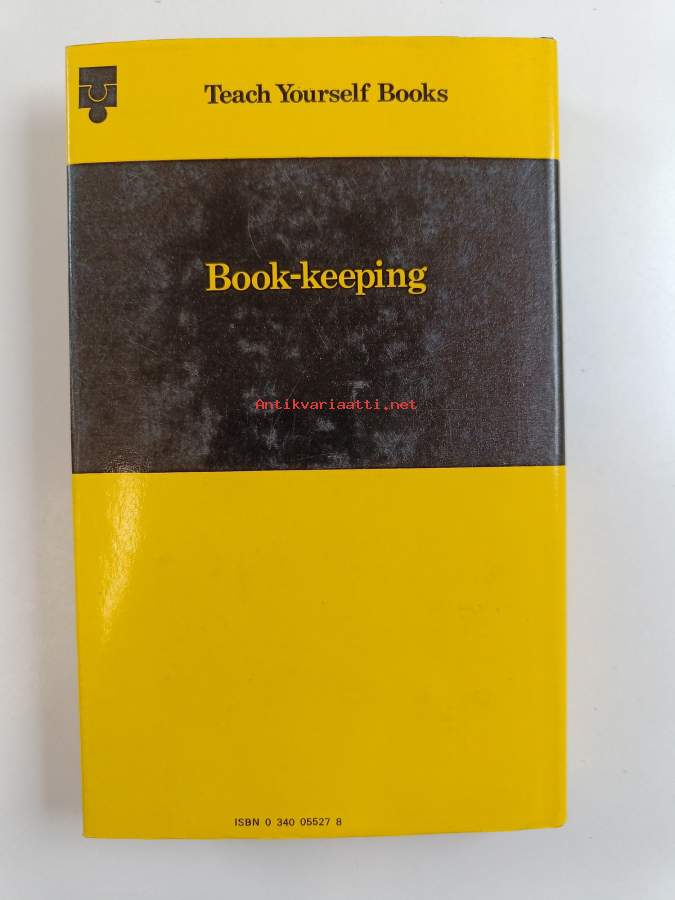 Teach Yourself Books
Book-keeping
Antikvariaatti.net
ISBN 0 340 05527 8